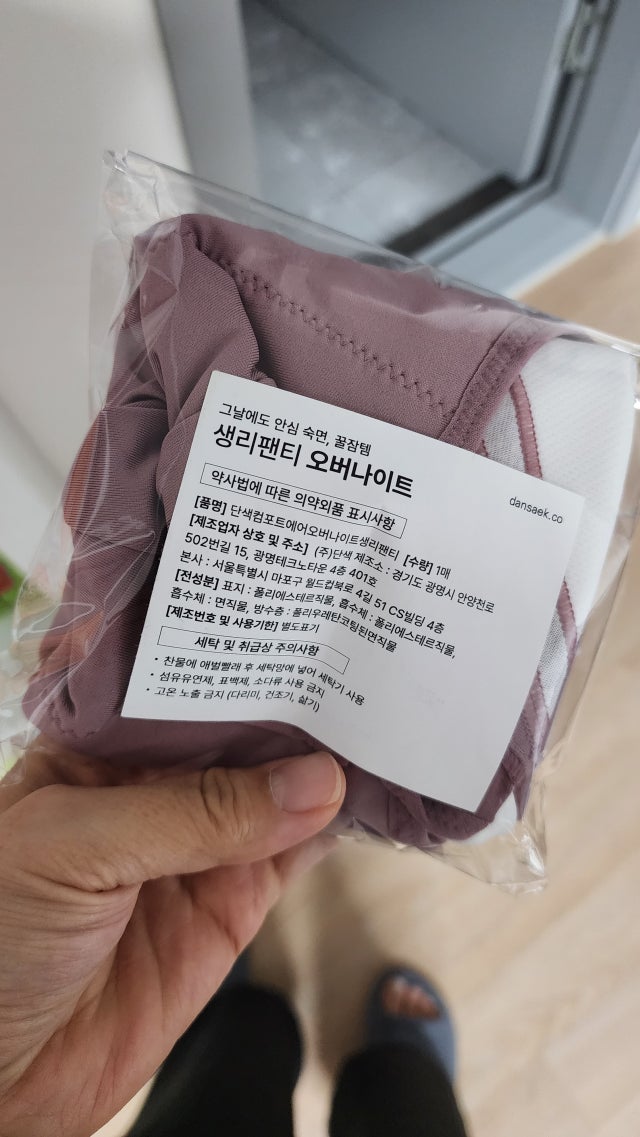 그날에도 안심 숙면, 꿀잠템
생리팬티 오버나이트
dansaek.co
약사법에 따른 의약외품 표시사항
[품명] 단색컴포트에어오버나이트생리팬티 [수량] 1매
[제조업자 상호 및 주소] (주)단색 제조소 : 경기도 광명시 안양천로
502번길 15, 광명테크노타운 4층 401호
본사 : 서울특별시 마포구 월드컵북로 4길 51 CS빌딩 4층
[전성분] 표지 : 폴리에스테르직물, 흡수체 : 폴리에스테르직물,
흡수체 : 면직물, 방수층 : 폴리우레탄코팅된면직물
[제조번호 및 사용기한] 별도표기
세탁 및 취급상 주의사항
• 찬물에 애벌빨래 후 세탁망에 넣어 세탁기 사용
• 섬유유연제, 표백제, 소다류 사용 금지
• 고온 노출 금지 (다리미, 건조기, 삶기)